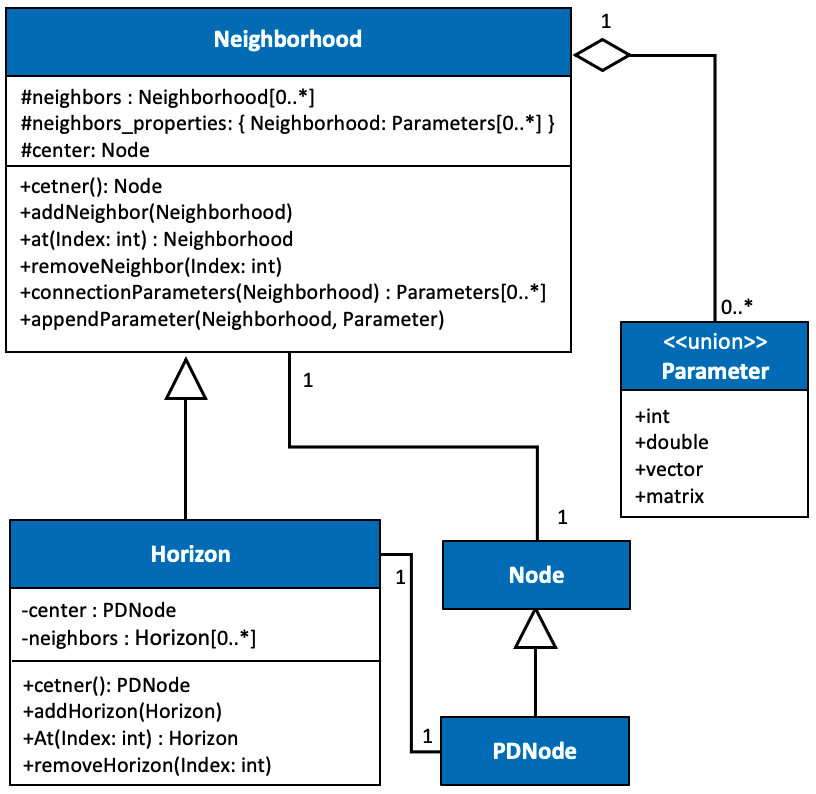 Neighborhood
1
#neighbors : Neighborhood[0..*]
#neighbors_properties: { Neighborhood: Parameters[0..*] }
#center: Node
+cetner(): Node
+addNeighbor(Neighborhood)
+at(Index: int) : Neighborhood
+removeNeighbor(Index: int)
+connectionParameters(Neighborhood) : Parameters[0..*]
+appendParameter(Neighborhood, Parameter)
0..*
<<union>>
Parameter
+int
+double
+vector
+matrix
1
1
Horizon
-center : PDNode
-neighbors : Horizon[0..*]
+cetner(): PDNode
+addHorizon(Horizon)
+At(Index: int) : Horizon
+removeHorizon(Index: int)
1
Node
1
PDNode